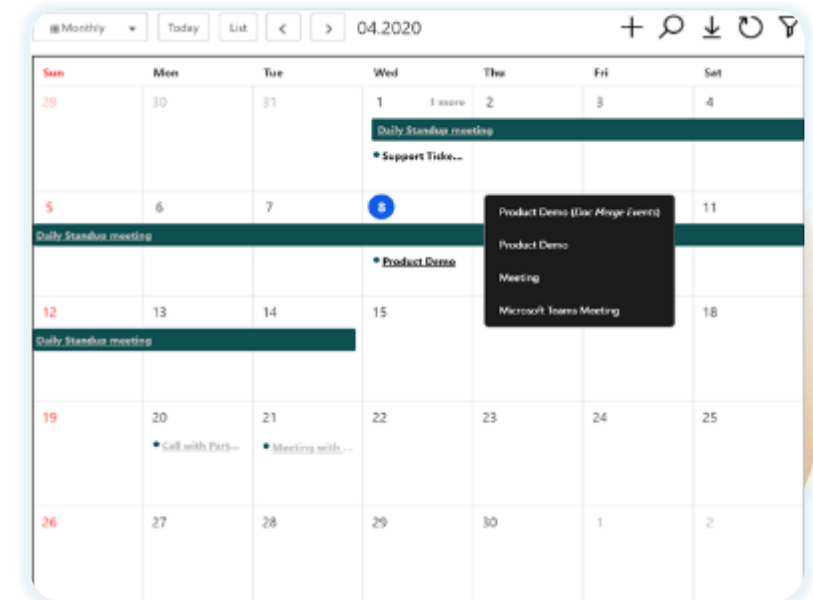 Monthly Today List < > 04.2020
Sun Mon Tue Wed Thu Fri Sat
29 30 31 1 1 more 2 3 4
Daily Standup meeting
Support Ticke...
5 6 7 8 11
Product Demo (Doc Merge Events)
Daily Standup meeting
Product Demo
Product Demo
Meeting
Microsoft Teams Meeting
12 13 14 15 18
Daily Standup meeting
19 20 21 22 23 24 25
Call with Part... Meeting with ...
26 27 28 29 30 1 2